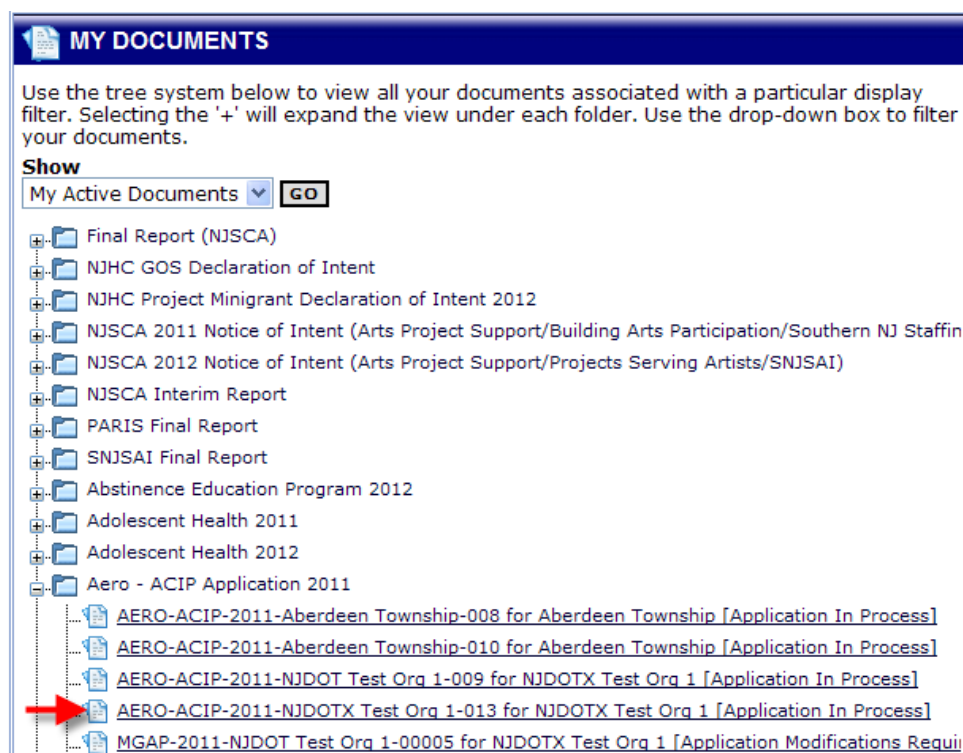 MY DOCUMENTS
Use the tree system below to view all your documents associated with a particular display
filter. Selecting the '+' will expand the view under each folder. Use the drop-down box to filter
your documents.
Show
My Active Documents GO
Final Report (NJSCA)
NJHC GOS Declaration of Intent
NJHC Project Minigrant Declaration of Intent 2012
NJSCA 2011 Notice of Intent (Arts Project Support/Building Arts Participation/Southern NJ Staffin
NJSCA 2012 Notice of Intent (Arts Project Support/Projects Serving Artists/SNJSAI)
NJSCA Interim Report
PARIS Final Report
SNJSAI Final Report
Abstinence Education Program 2012
Adolescent Health 2011
Adolescent Health 2012
Aero - ACIP Application 2011
AERO-ACIP-2011-Aberdeen Township-008 for Aberdeen Township [Application In Process]
AERO-ACIP-2011-Aberdeen Township-010 for Aberdeen Township [Application In Process]
AERO-ACIP-2011-NJDOT Test Org 1-009 for NJDOTX Test Org 1 [Application In Process]
AERO-ACIP-2011-NJDOTX Test Org 1-013 for NJDOTX Test Org 1 [Application In Process]
MGAP-2011-NJDOT Test Org 1-00005 for NJDOTX Test Org 1 [Application Modifications Requi